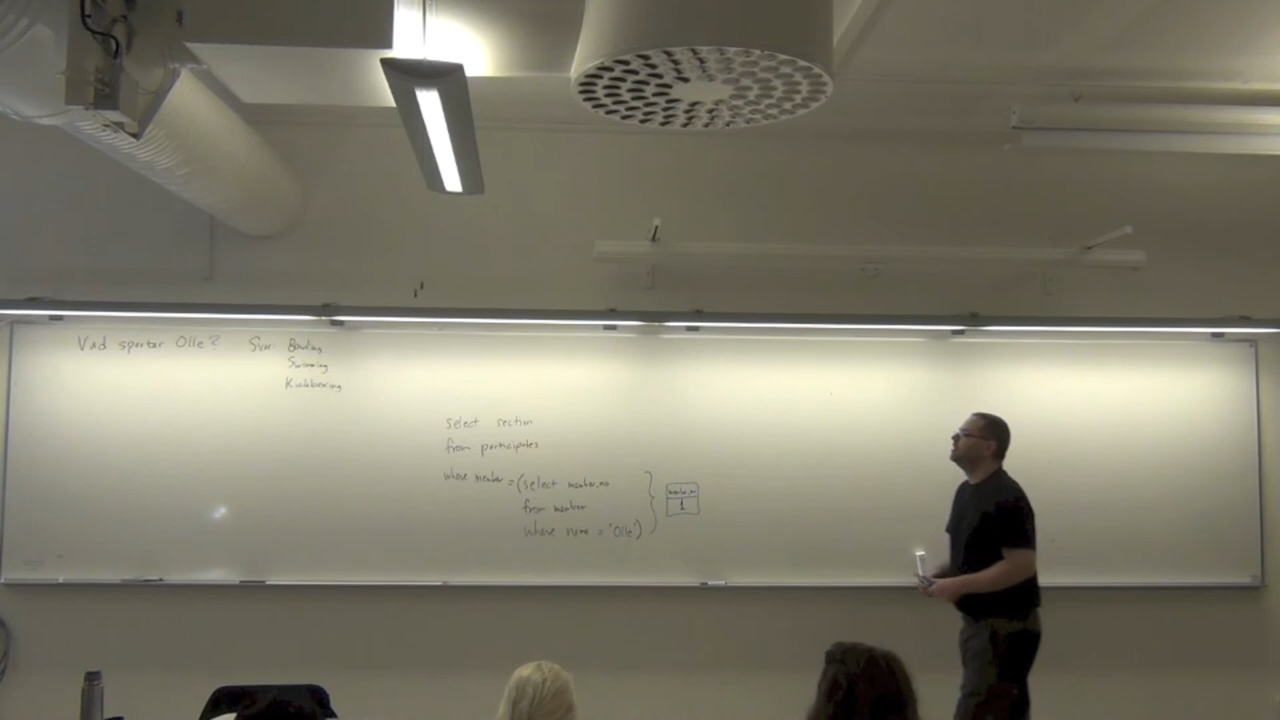 Vad sportar Olle? Svar: Bowling
Swimming
Kickboxing
select section
from participates
where member = (select member_no
from member
where name = 'Olle')
member_no
1